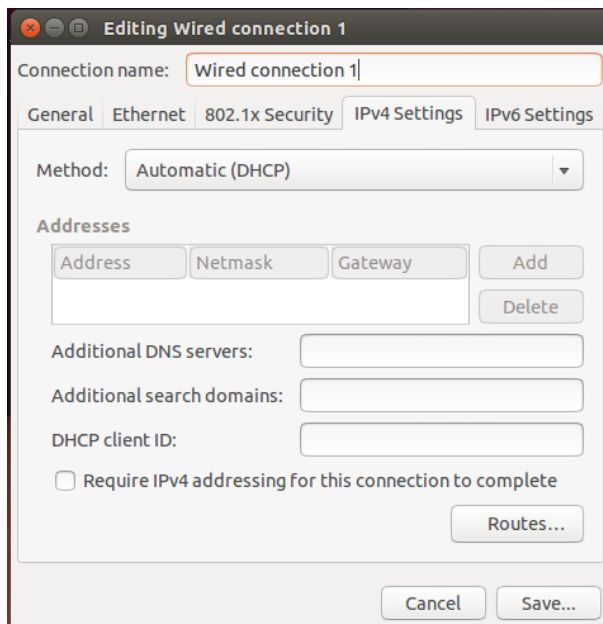 Editing Wired connection 1
Connection name: Wired connection 1
General Ethernet 802.1x Security IPv4 Settings IPv6 Settings
Method: Automatic (DHCP)
Addresses
Address Netmask Gateway Add
Delete
Additional DNS servers:
Additional search domains:
DHCP client ID:
Require IPv4 addressing for this connection to complete
Routes...
Cancel Save...